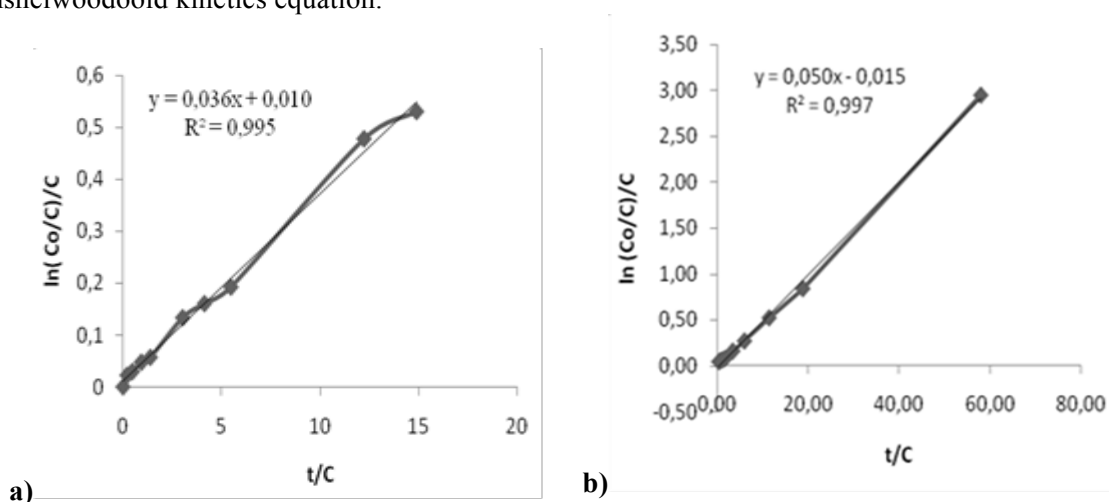 isherwoodoold kinetics equation.
y = 0,036x + 0,010
R² = 0,995
0,6
0,5
0,4
0,3
0,2
0,1
0
ln( Co/C)/C
0 5 10 15 20
t/C
a)
y = 0,050x - 0,015
R² = 0,997
3,50
3,00
2,50
2,00
1,50
1,00
0,50
0,00
-0,50
ln (Co/C)/C
0,00 20,00 40,00 60,00 80,00
t/C
b)